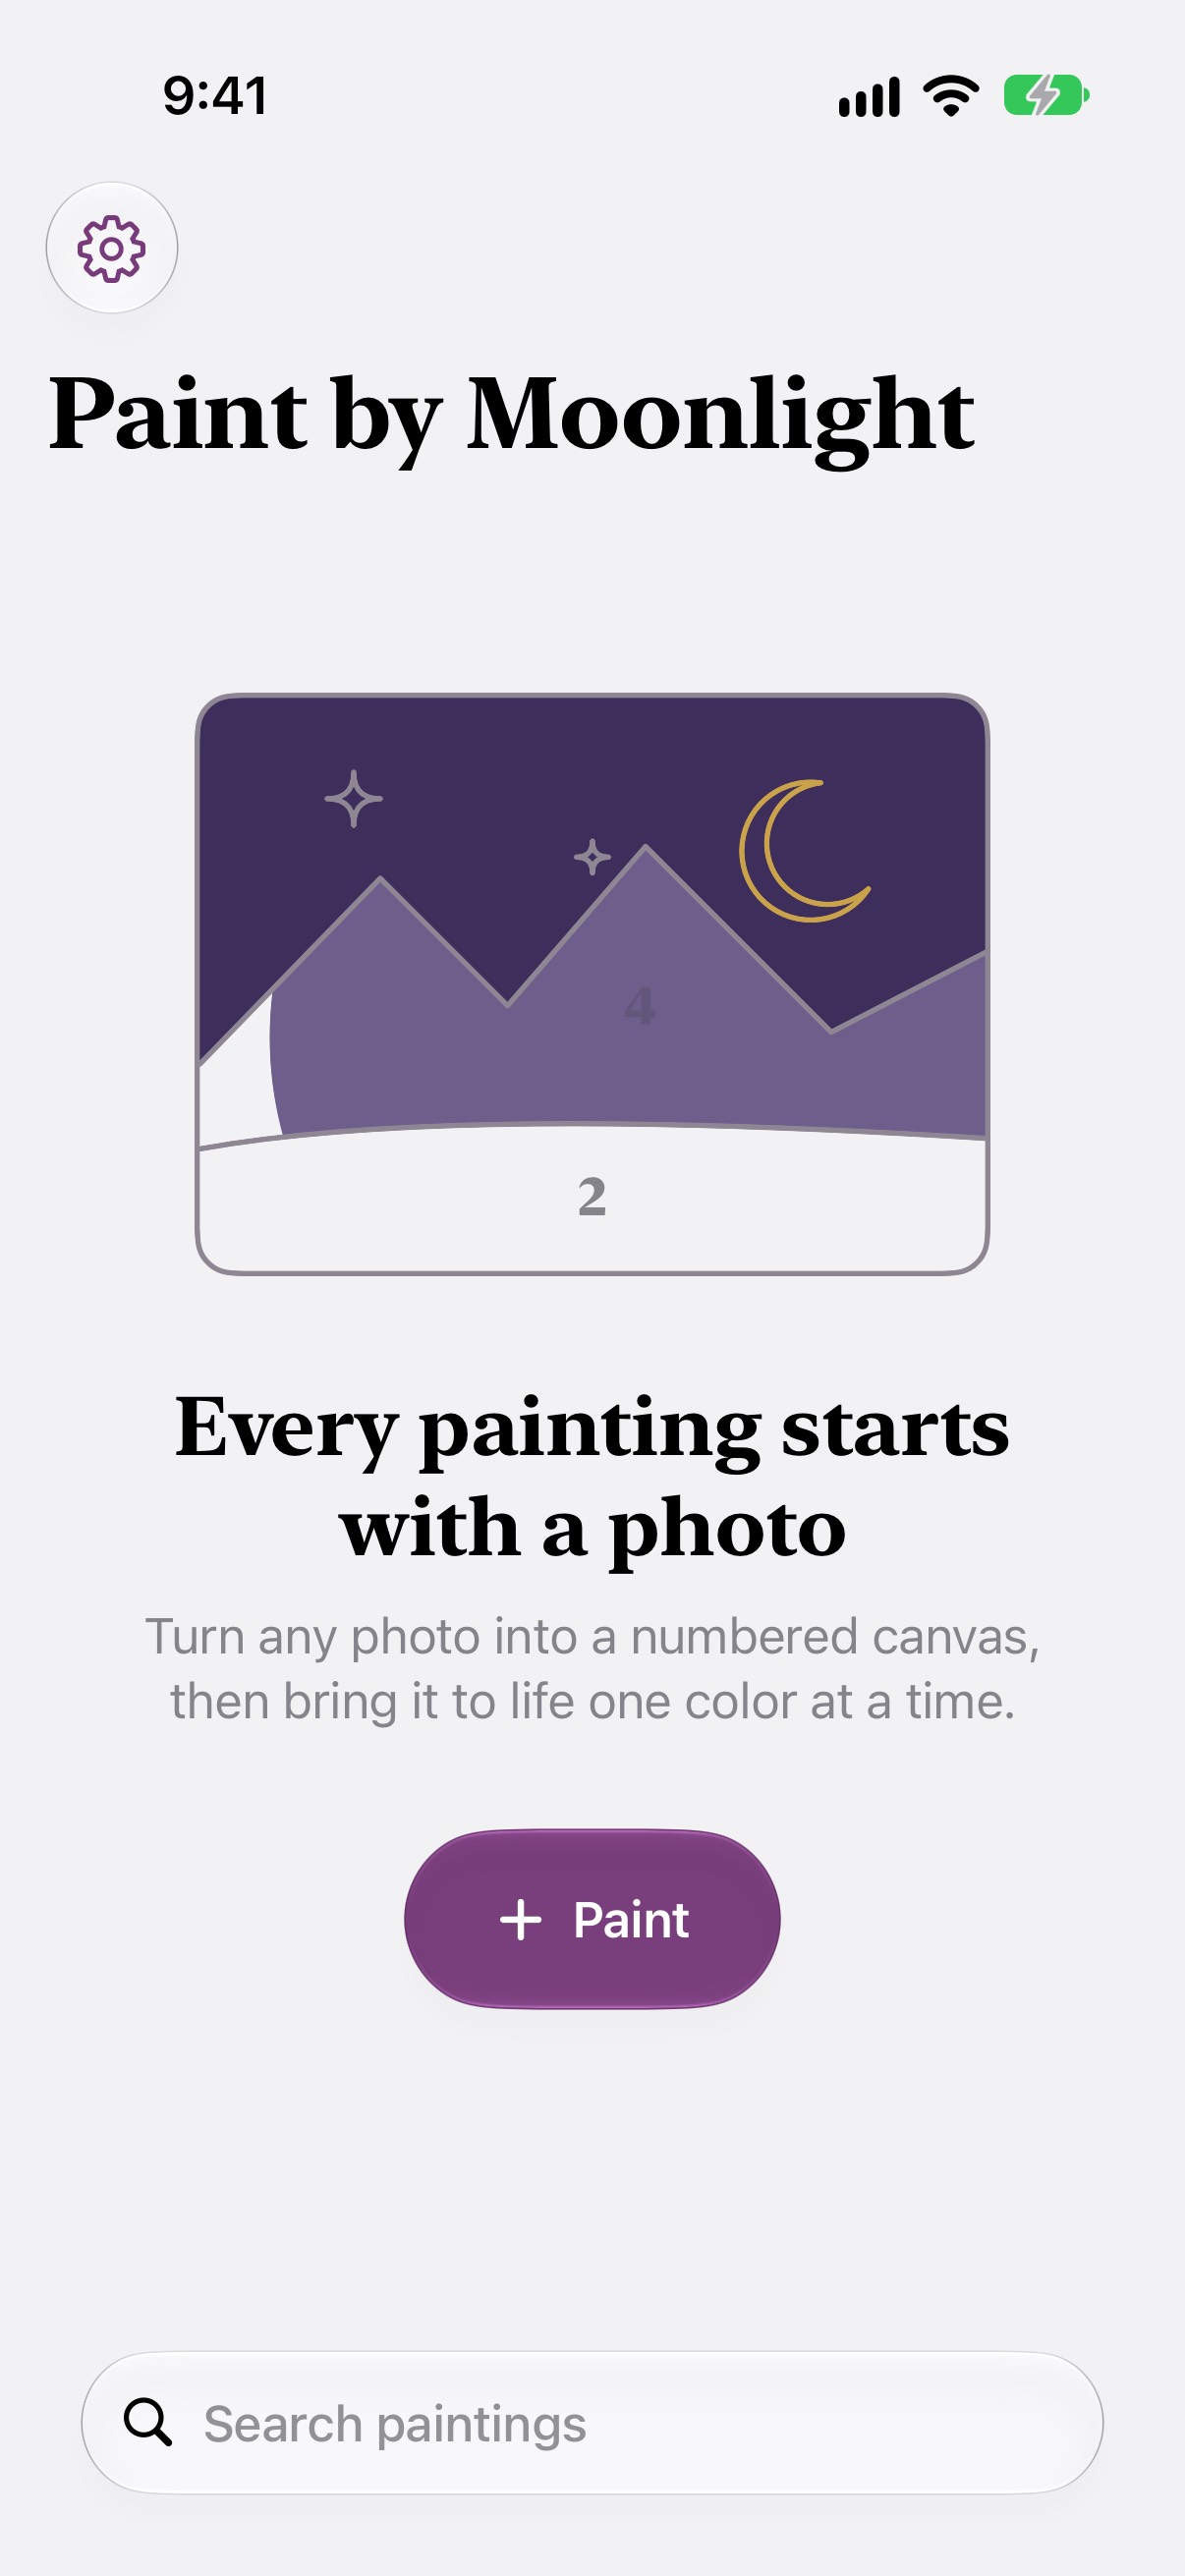 9:41
Paint by Moonlight
4
2
Every painting starts
with a photo
Turn any photo into a numbered canvas,
then bring it to life one color at a time.
+ Paint
Search paintings